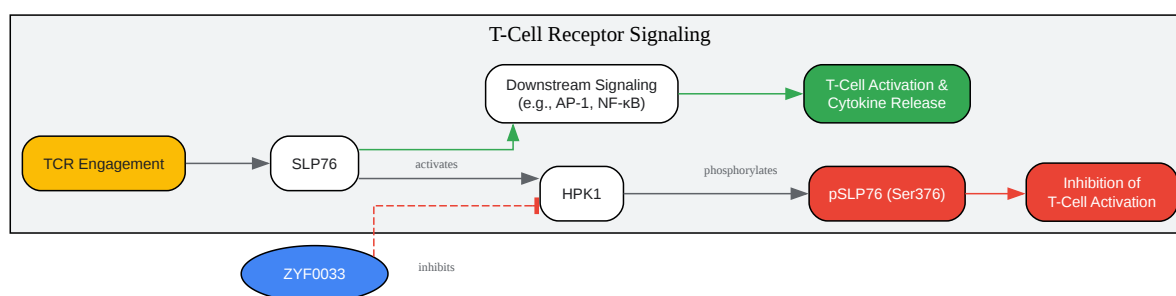 T-Cell Receptor Signaling
Downstream Signaling
(e.g., AP-1, NF-κB)
T-Cell Activation &
Cytokine Release
TCR Engagement
SLP76
activates
HPK1
phosphorylates
pSLP76 (Ser376)
Inhibition of
T-Cell Activation
ZYF0033
inhibits